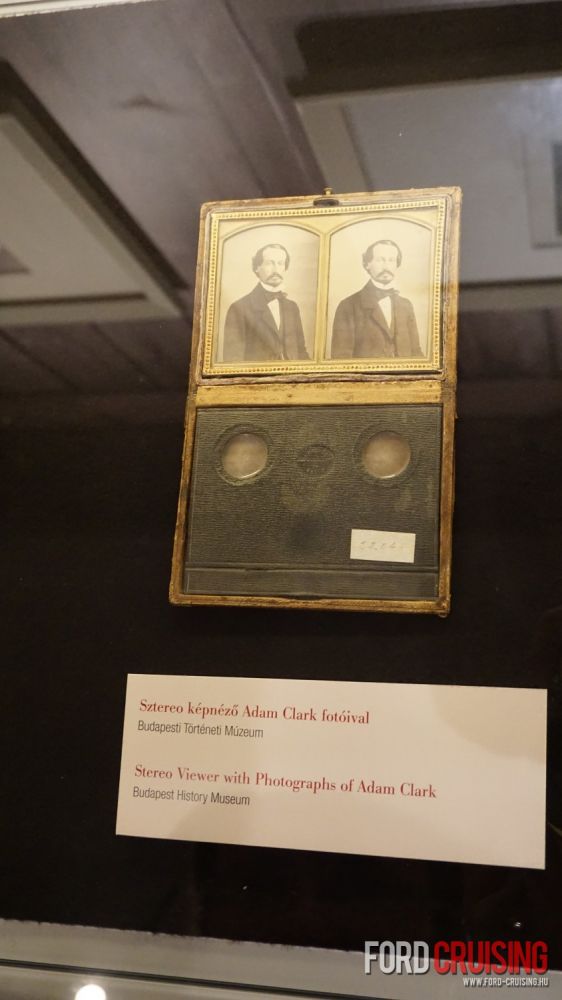 Sztereo képnéző Adam Clark fotóival
Budapesti Történeti Múzeum
Stereo Viewer with Photographs of Adam Clark
Budapest History Museum
FORD CRUISING
WWW.FORD-CRUISING.HU